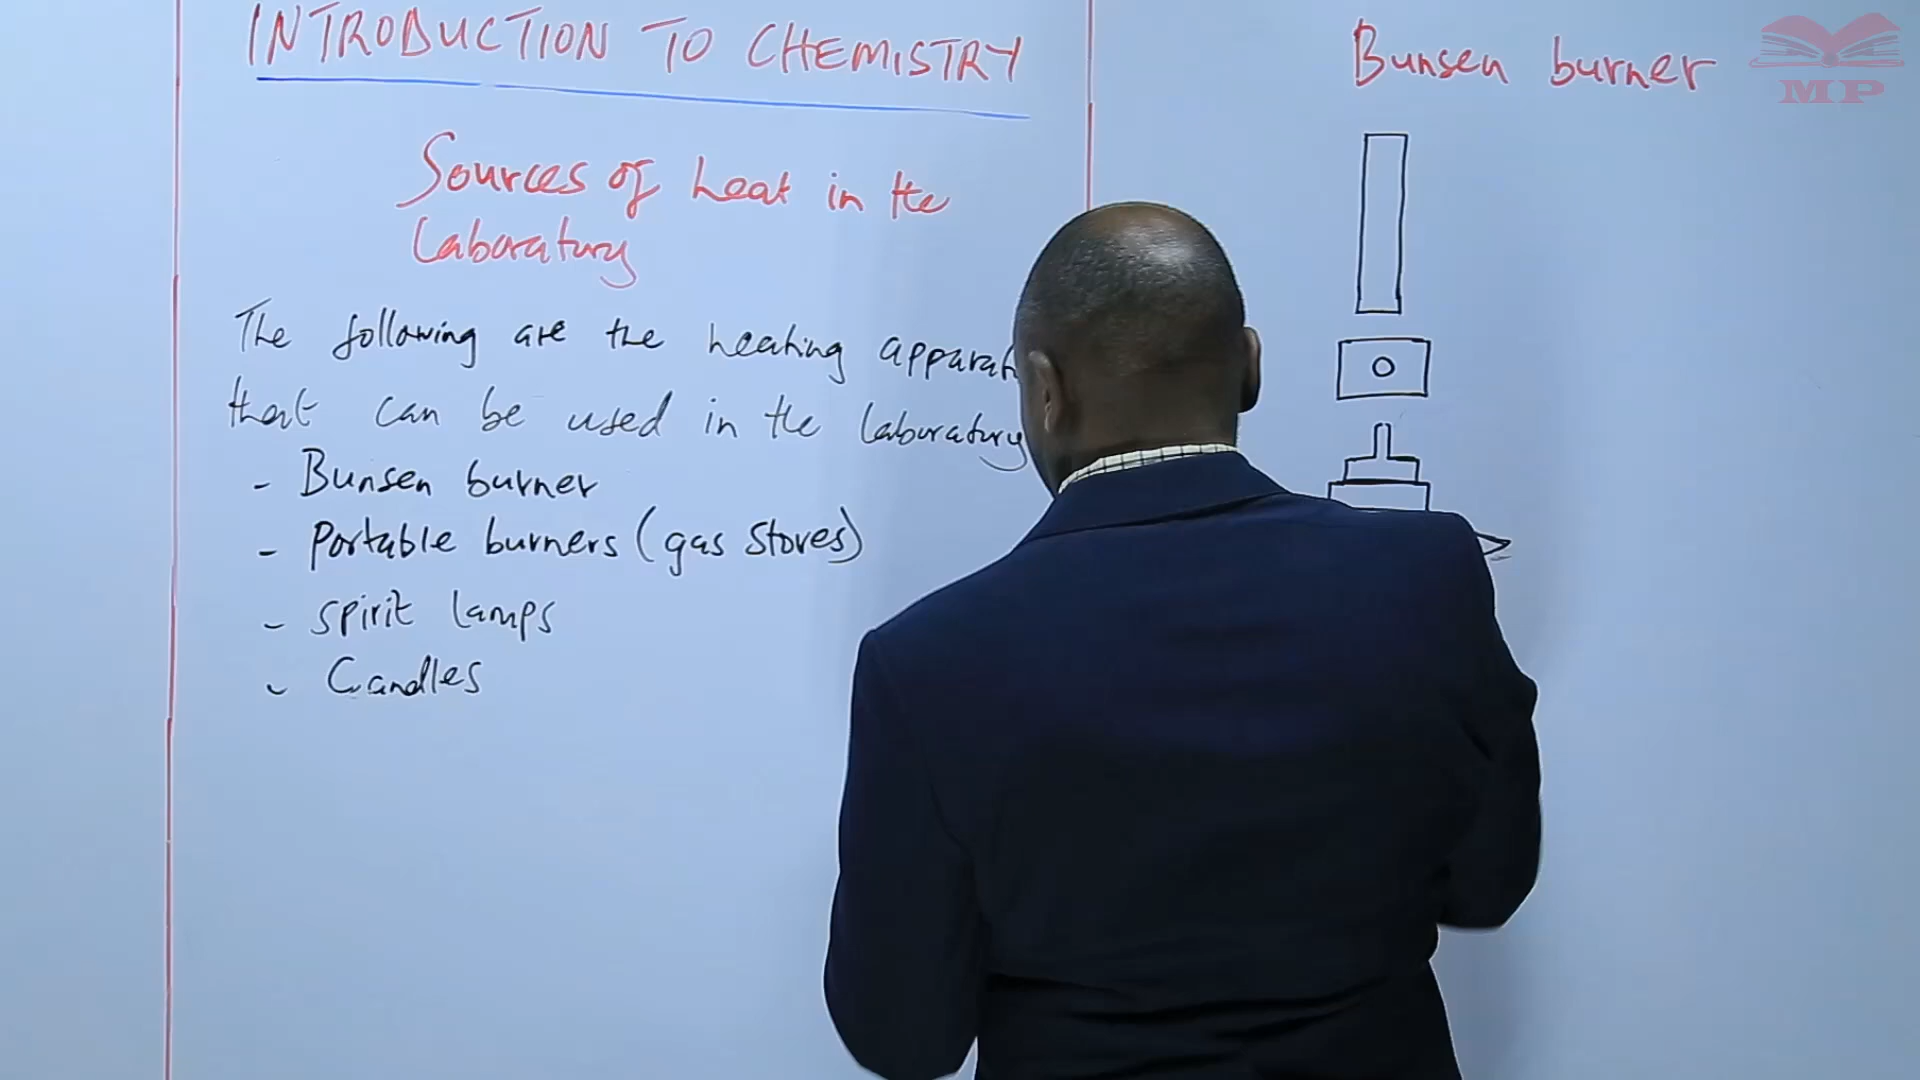 INTRODUCTION TO CHEMISTRY
Sources of heat in the
Laboratory
The following are the heating apparat
that can be used in the laboratory
- Bunsen burner
- Portable burners (gas stoves)
- Spirit lamps
- Candles
Bunsen burner
MP